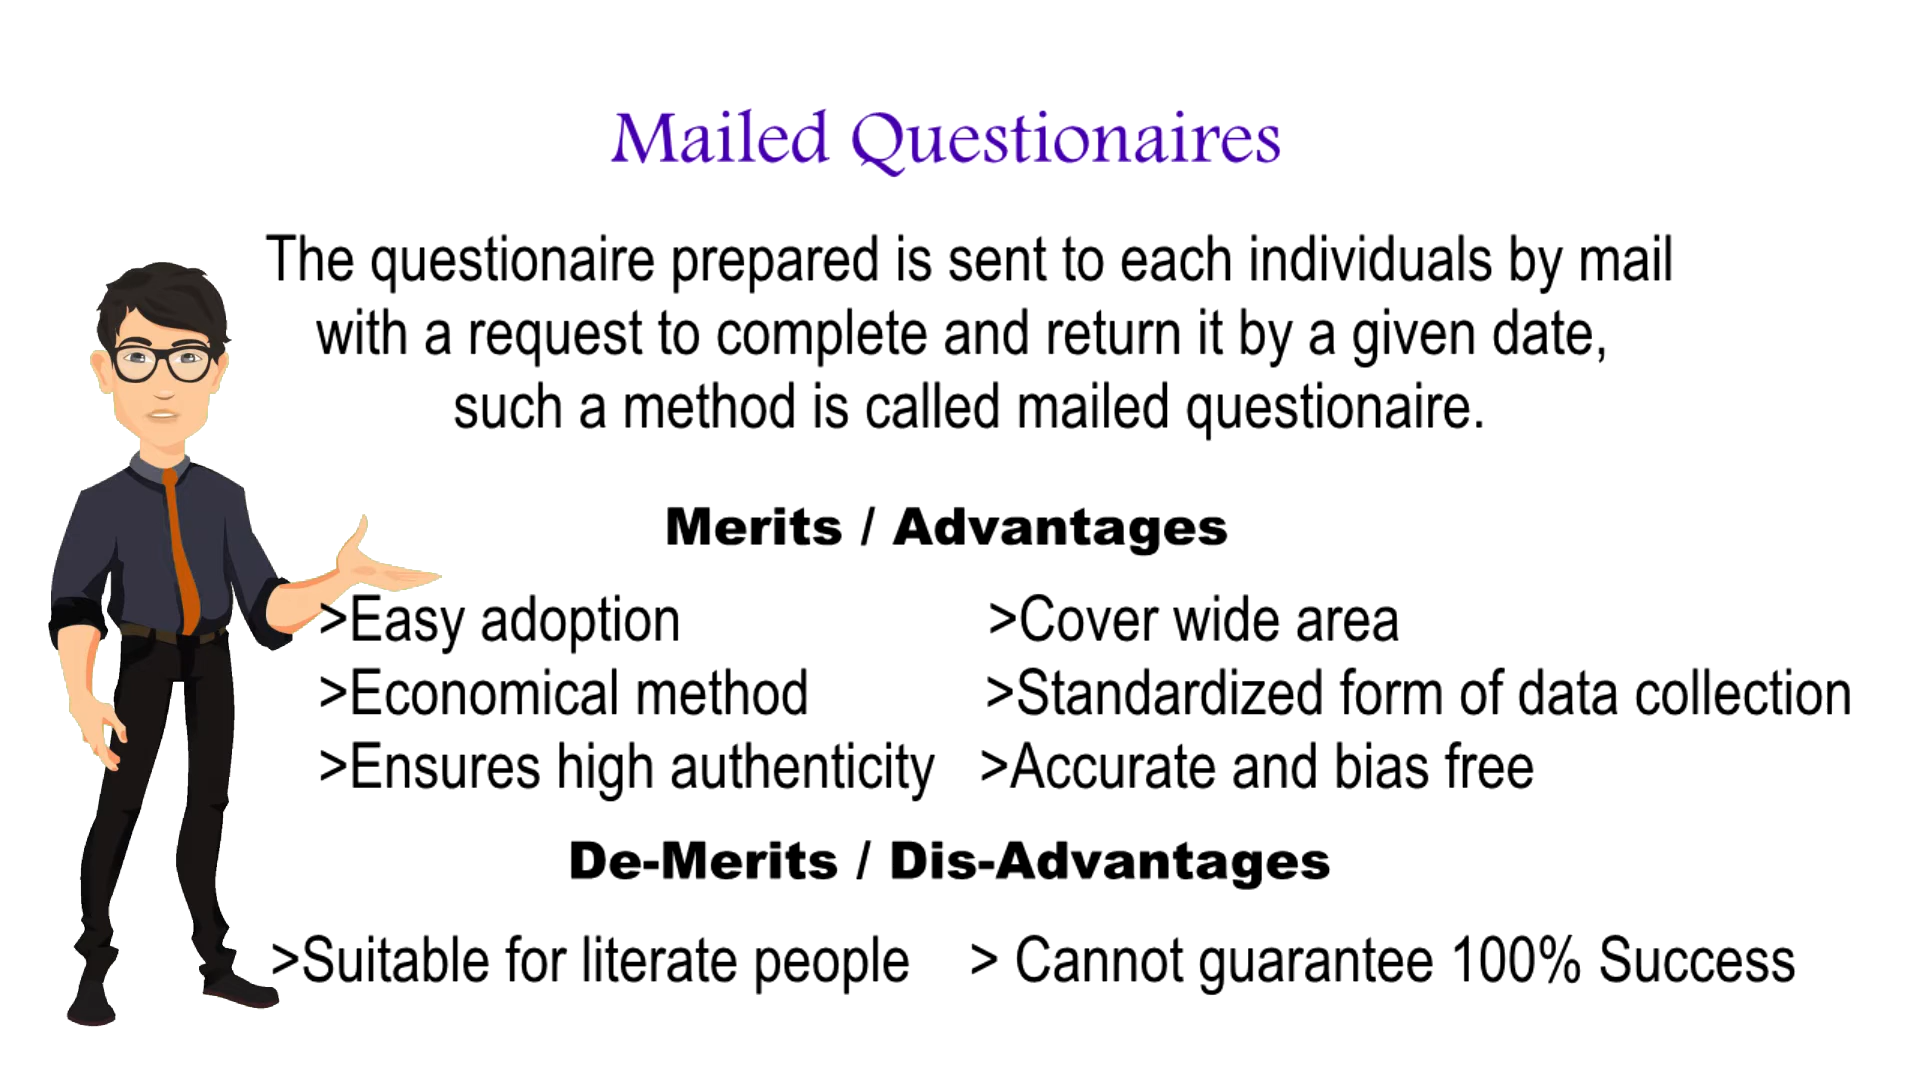 Mailed Questionaires
The questionaire prepared is sent to each individuals by mail
with a request to complete and return it by a given date,
such a method is called mailed questionaire.
Merits / Advantages
>Easy adoption >Cover wide area
>Economical method >Standardized form of data collection
>Ensures high authenticity >Accurate and bias free
De-Merits / Dis-Advantages
>Suitable for literate people > Cannot guarantee 100% Success